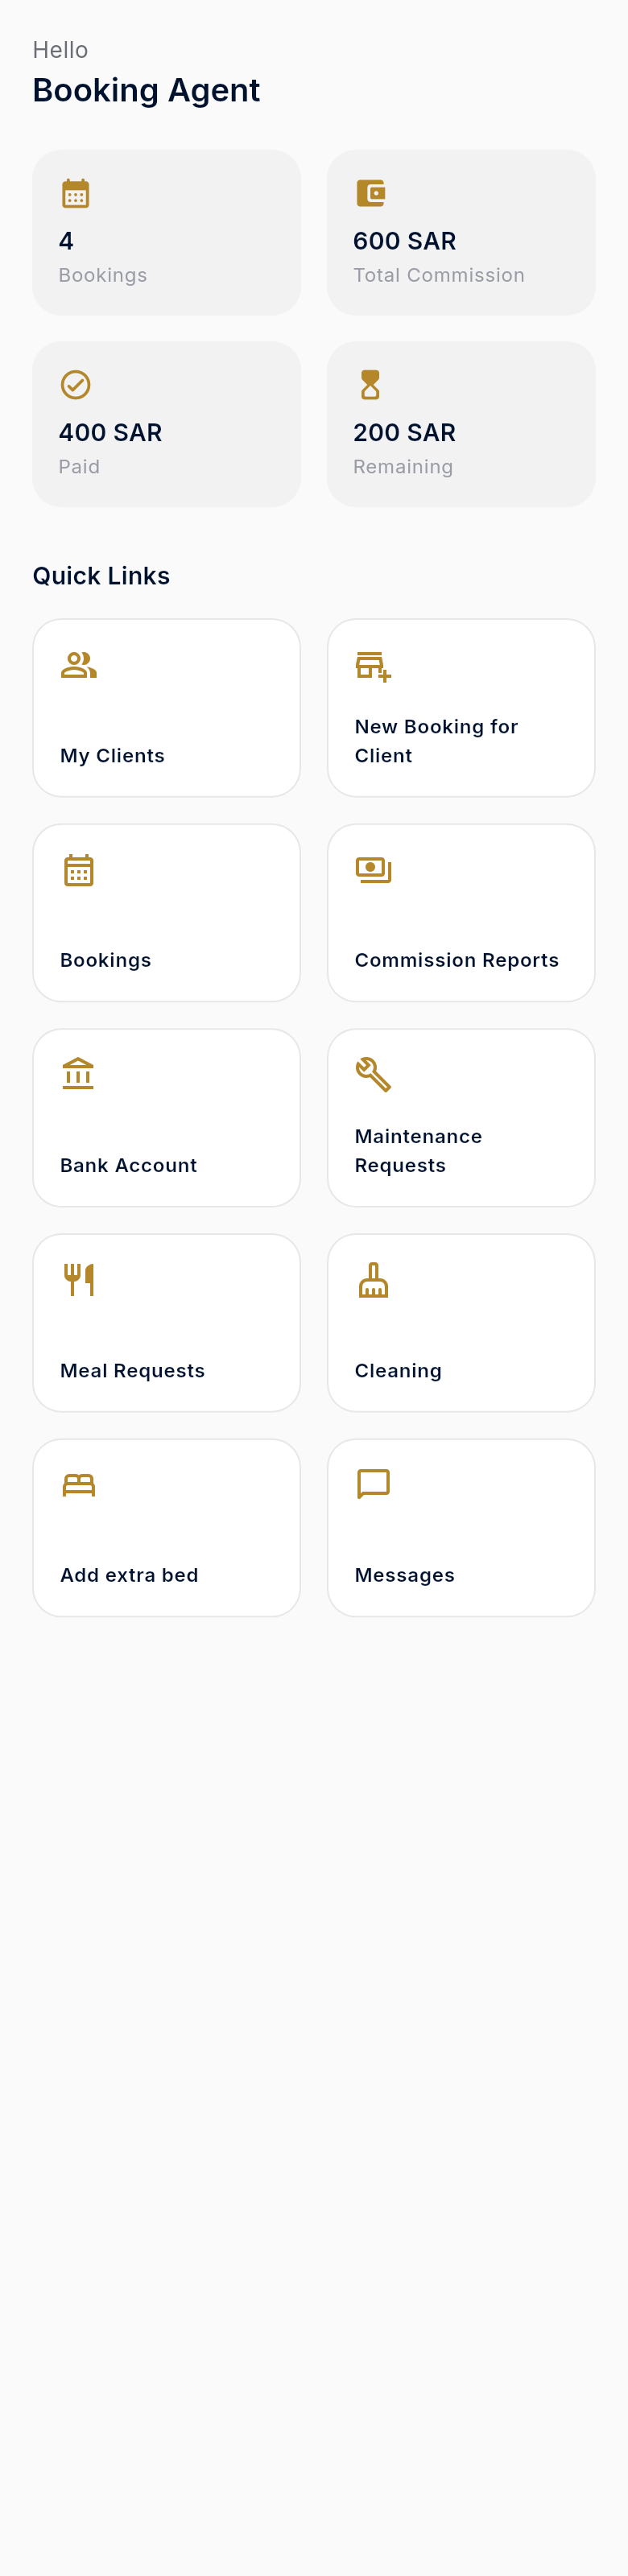 Hello
Booking Agent
4
Bookings
600 SAR
Total Commission
400 SAR
Paid
200 SAR
Remaining
Quick Links
My Clients
New Booking for
Client
Bookings
Commission Reports
Bank Account
Maintenance
Requests
Meal Requests
Cleaning
Add extra bed
Messages